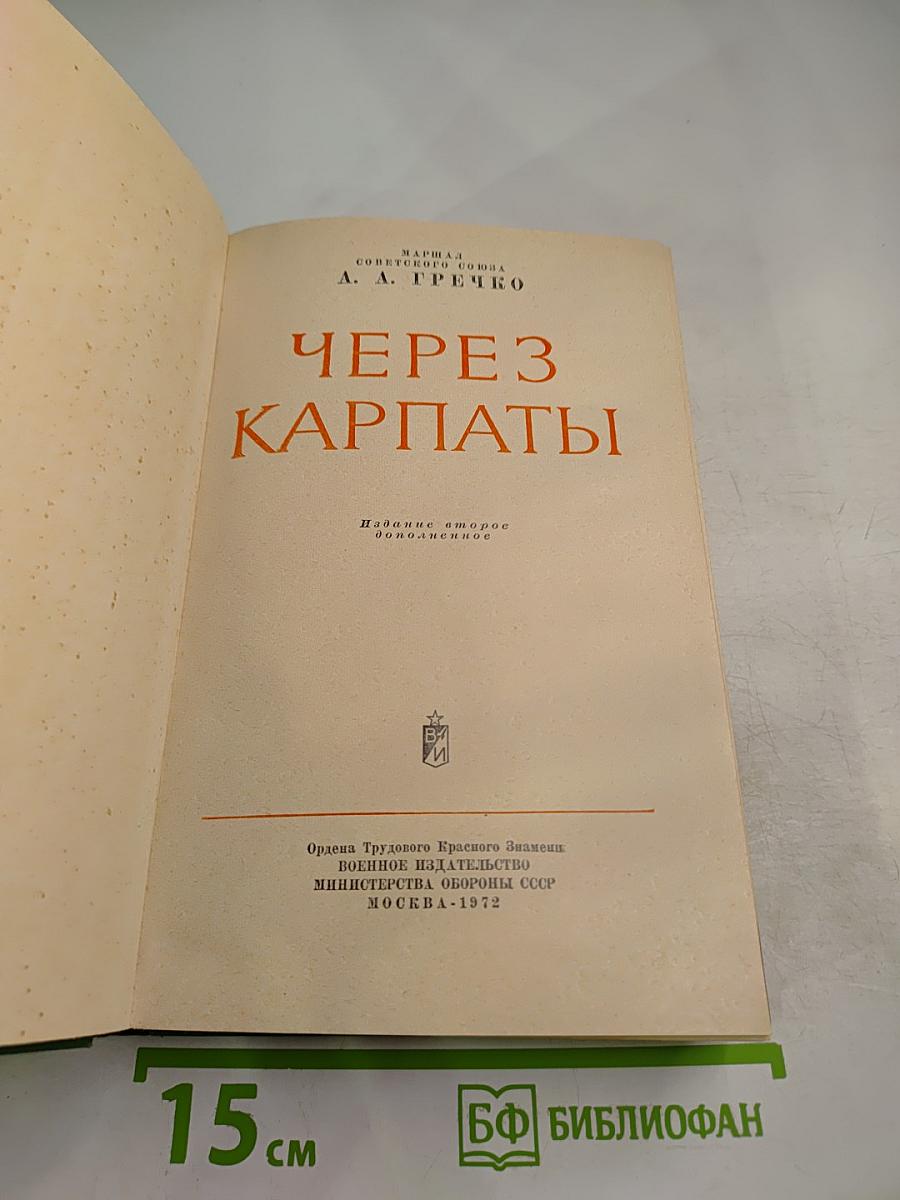 МАРШАЛ
СОВЕТСКОГО СОЮЗА
А. А. ГРЕЧКО
ЧЕРЕЗ
КАРПАТЫ
Издание второе
дополненное
В
И
Ордена Трудового Красного Знамени
ВОЕННОЕ ИЗДАТЕЛЬСТВО
МИНИСТЕРСТВА ОБОРОНЫ СССР
МОСКВА-1972
15 см
БФ БИБЛИОФАН